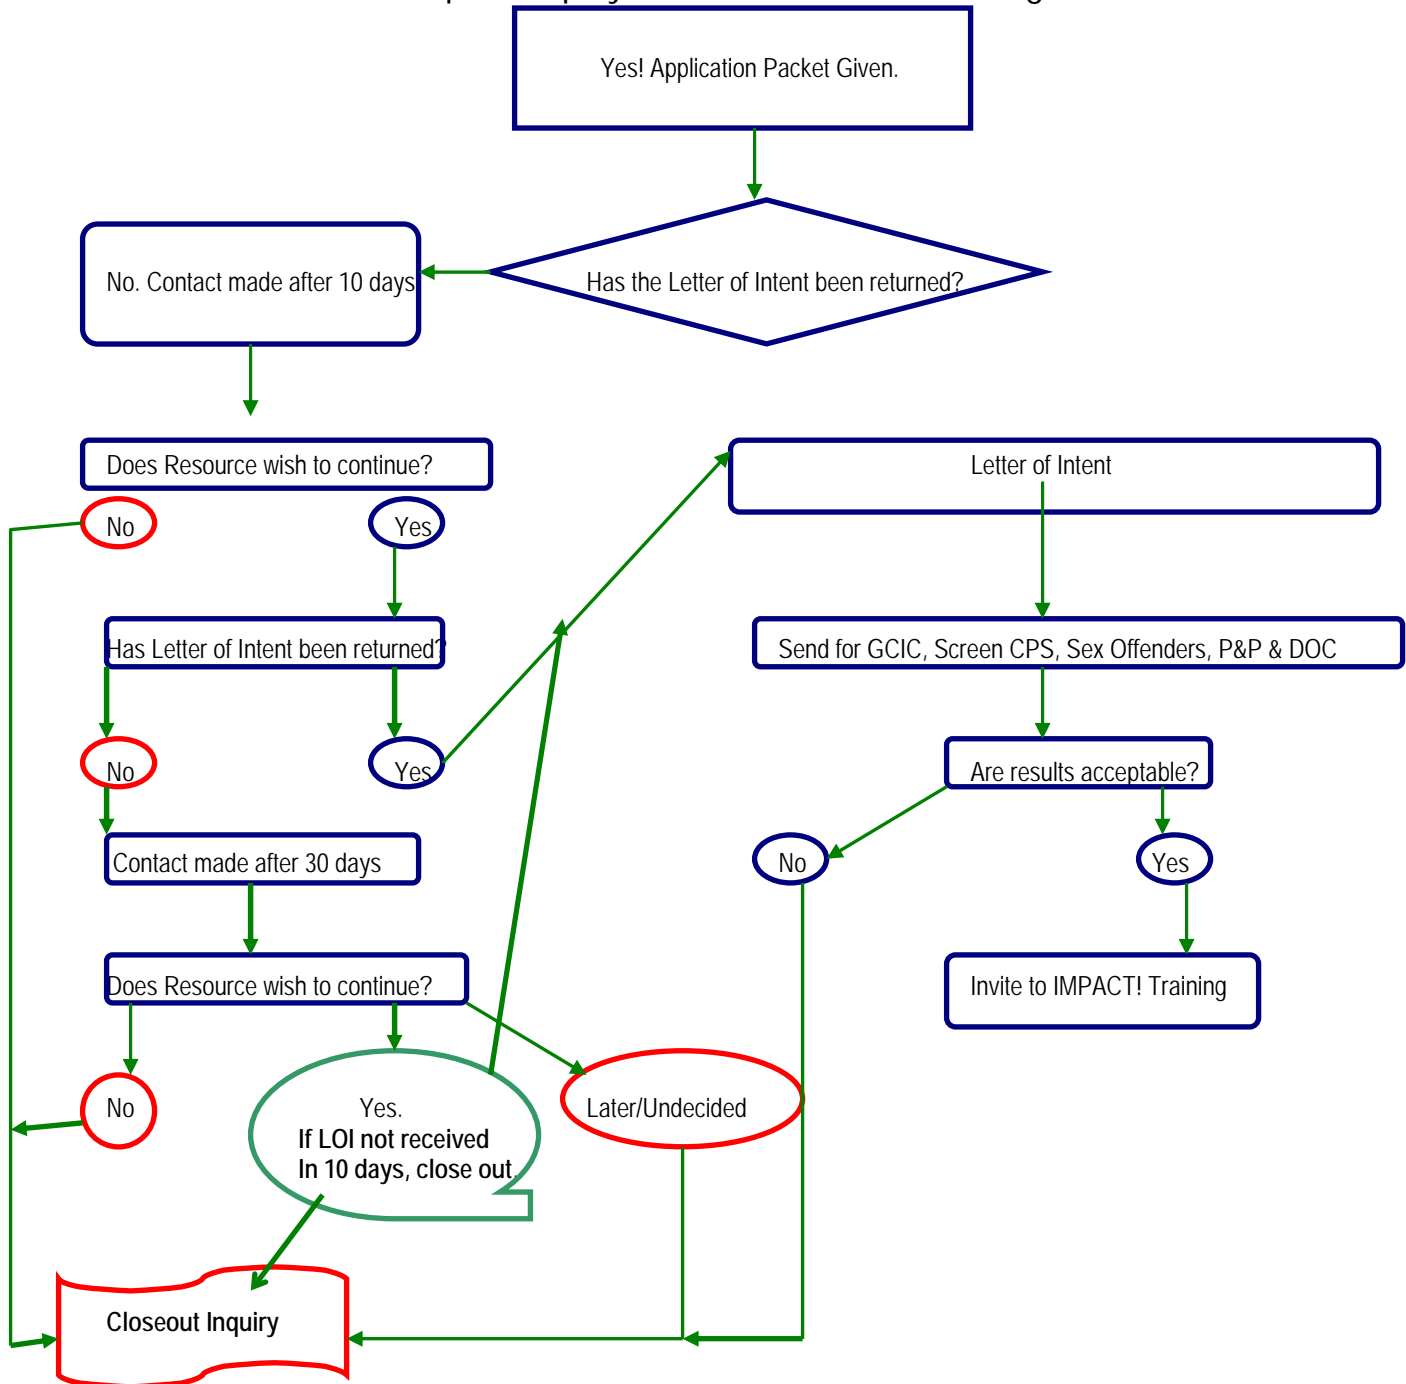 Yes! Application Packet Given.
Has the Letter of Intent been returned?
No. Contact made after 10 days
Does Resource wish to continue?
No
Yes
Letter of Intent
Has Letter of Intent been returned?
Send for GCIC, Screen CPS, Sex Offenders, P&P & DOC
No
Yes
Are results acceptable?
Contact made after 30 days
No
Yes
Does Resource wish to continue?
Invite to IMPACT! Training
No
Yes.
If LOI not received
In 10 days, close out.
Later/Undecided
Closeout Inquiry